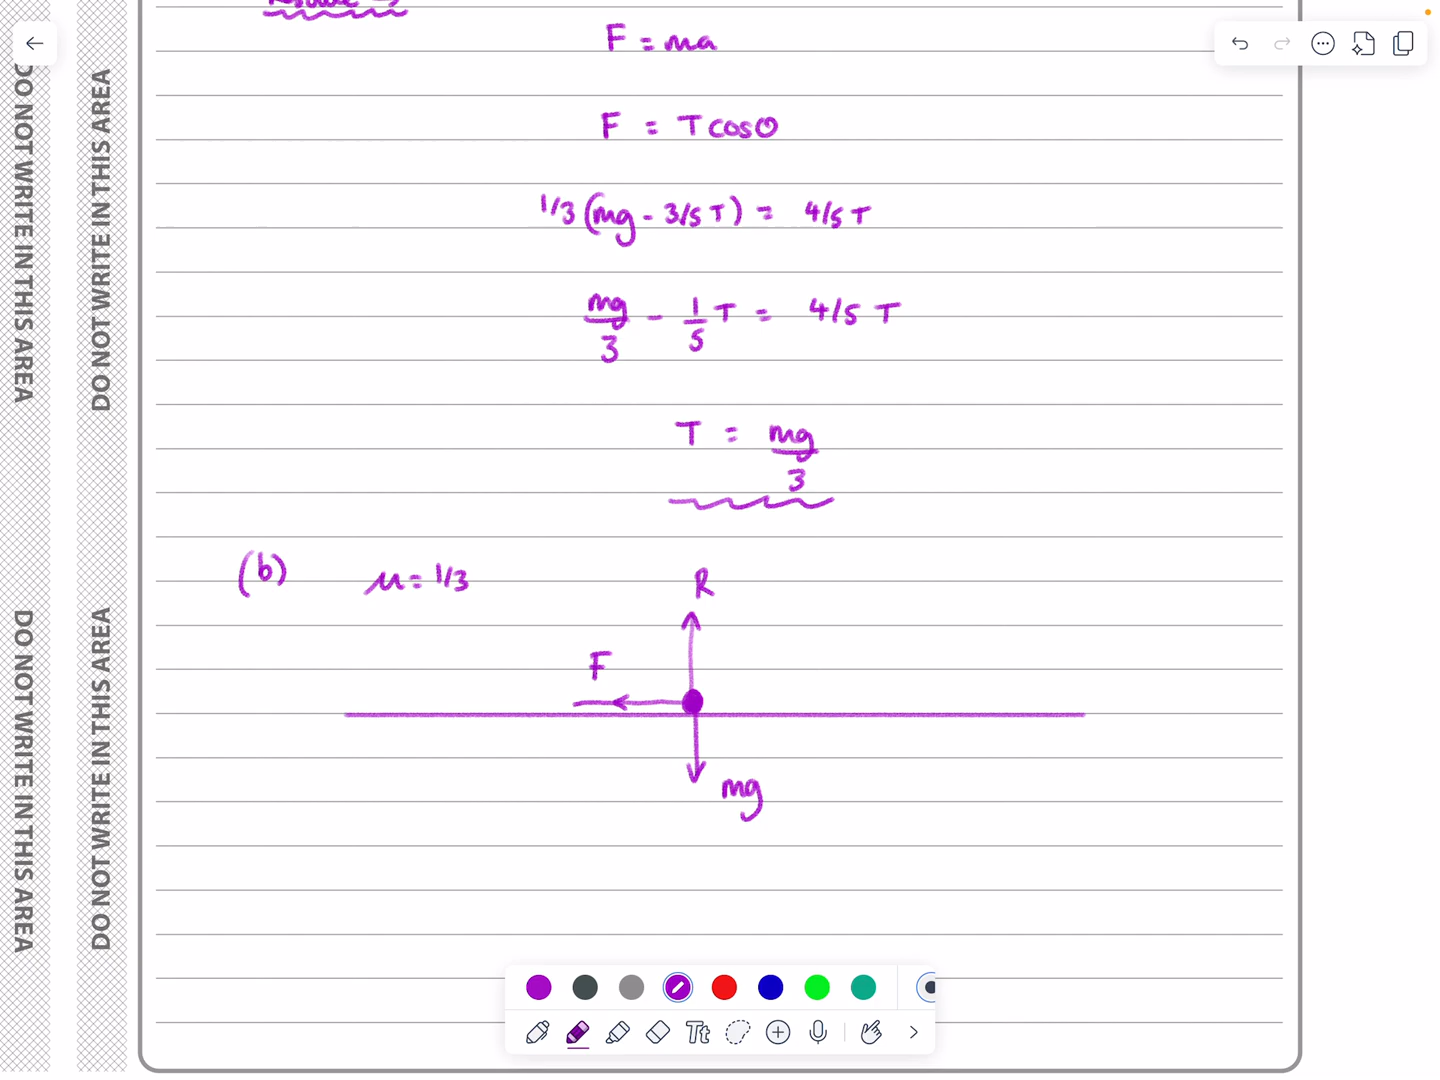 F = ma
F = Tcosθ
1/3 (mg - 3/5 T) = 4/5 T
mg/3 - 1/5 T = 4/5 T
T = mg/3
(b) μ = 1/3
R
F
mg
DO NOT WRITE IN THIS AREA
DO NOT WRITE IN THIS AREA
DO NOT WRITE IN THIS AREA
DO NOT WRITE IN THIS AREA
Tt